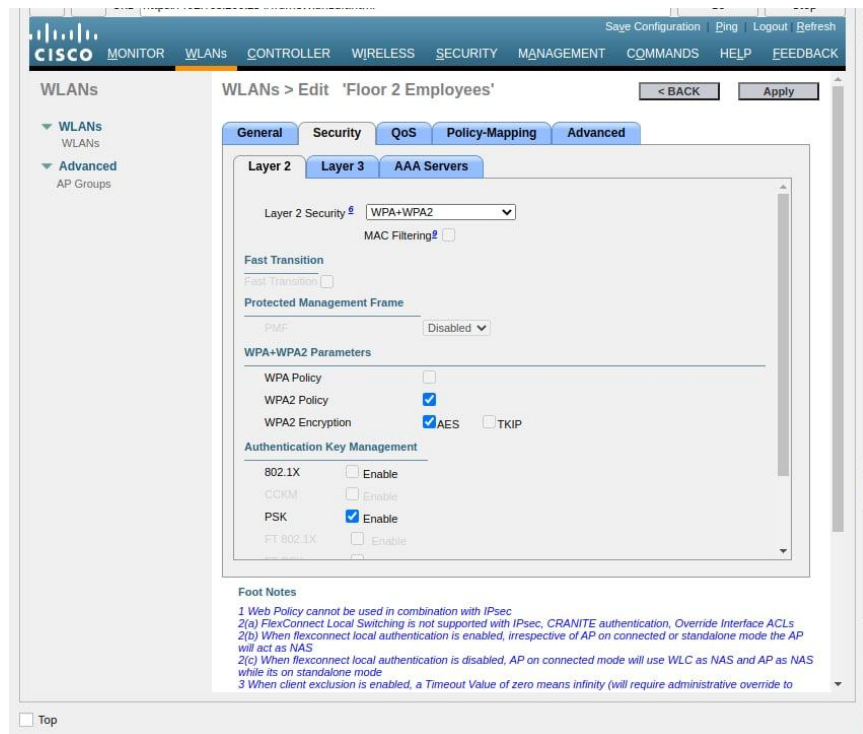 Save Configuration | Ping | Logout | Refresh
CISCO MONITOR WLANs CONTROLLER WIRELESS SECURITY MANAGEMENT COMMANDS HELP FEEDBACK
WLANs
WLANs > Edit 'Floor 2 Employees'
< BACK
Apply
WLANs
WLANs
Advanced
AP Groups
General Security QoS Policy-Mapping Advanced
Layer 2 Layer 3 AAA Servers
Layer 2 Security 6 WPA+WPA2
MAC Filtering 9
Fast Transition
Fast Transition
Protected Management Frame
PMF Disabled
WPA+WPA2 Parameters
WPA Policy
WPA2 Policy
WPA2 Encryption AES TKIP
Authentication Key Management
802.1X Enable
CCKM Enable
PSK Enable
FT 802.1X Enable
Foot Notes
1 Web Policy cannot be used in combination with IPsec
2(a) FlexConnect Local Switching is not supported with IPsec, CRANITE authentication, Override Interface ACLs
2(b) When flexconnect local authentication is enabled, irrespective of AP on connected or standalone mode the AP
will act as NAS
2(c) When flexconnect local authentication is disabled, AP on connected mode will use WLC as NAS and AP as NAS
while its on standalone mode
3 When client exclusion is enabled, a Timeout Value of zero means infinity (will require administrative override to
Top